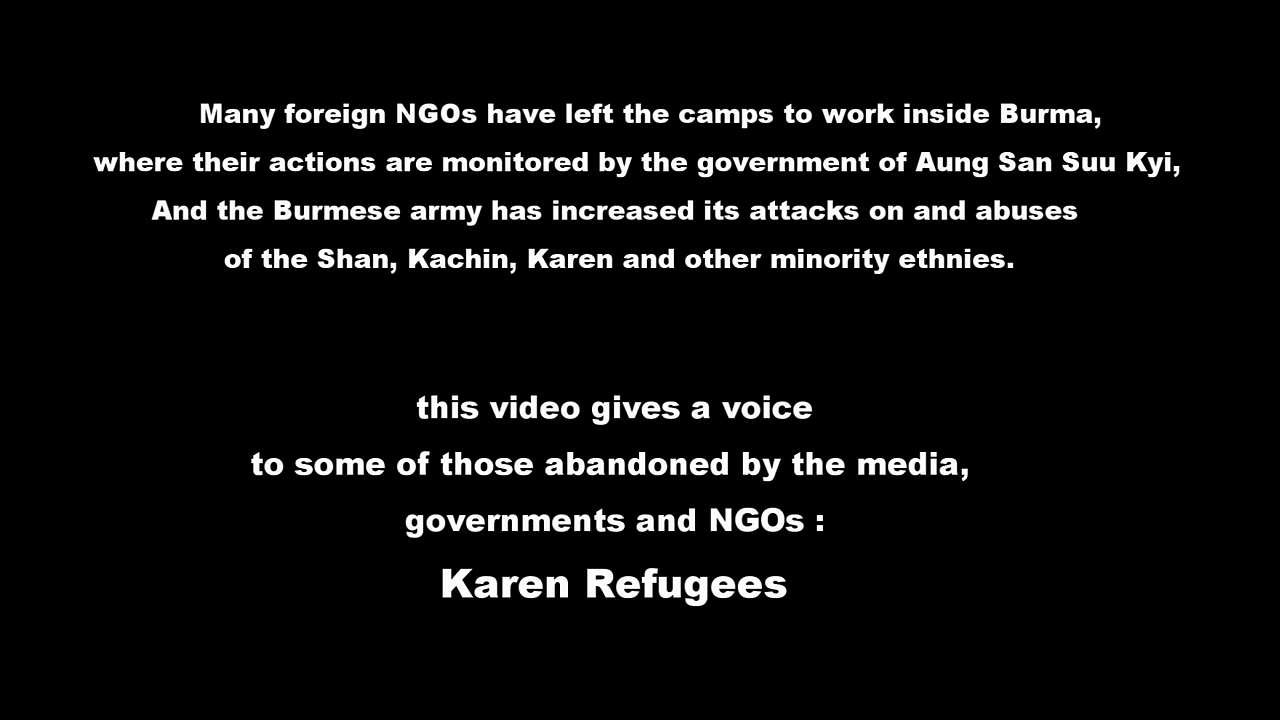 Many foreign NGOs have left the camps to work inside Burma,
where their actions are monitored by the government of Aung San Suu Kyi,
And the Burmese army has increased its attacks on and abuses
of the Shan, Kachin, Karen and other minority ethnies.
this video gives a voice
to some of those abandoned by the media,
governments and NGOs :
Karen Refugees